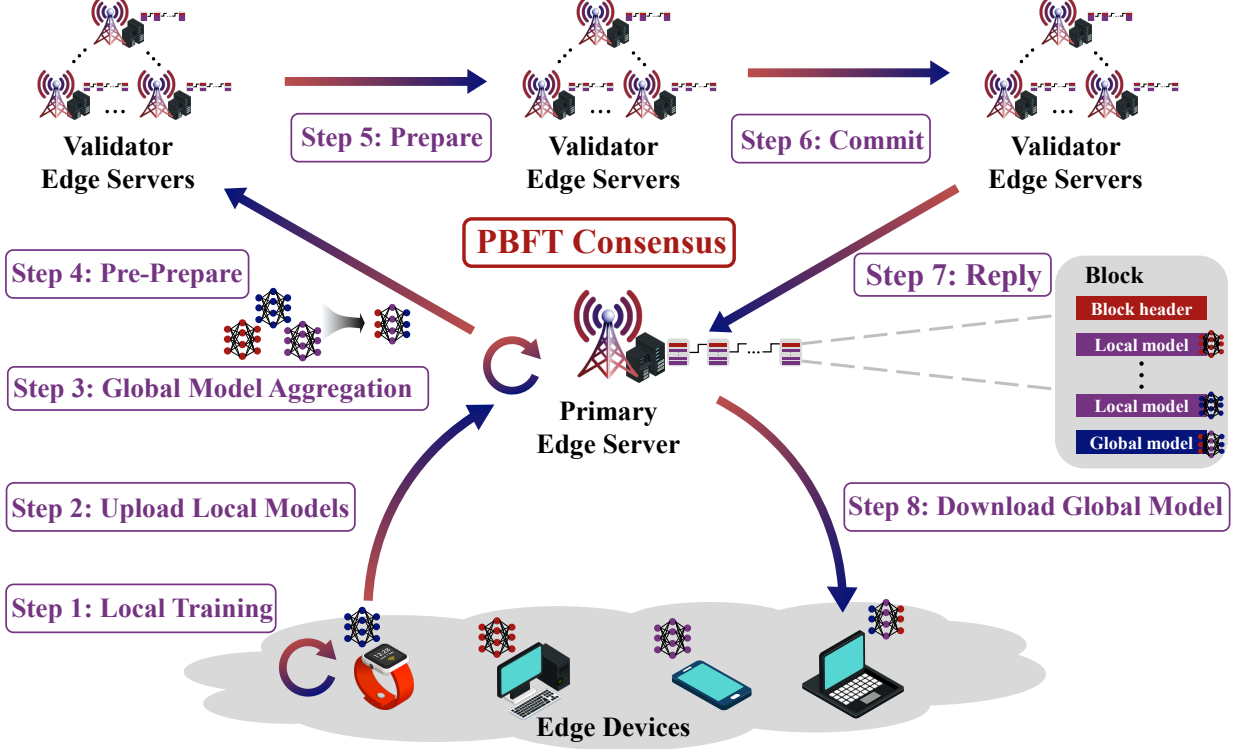 Validator
Edge Servers
Step 5: Prepare
Validator
Edge Servers
Step 6: Commit
Validator
Edge Servers
PBFT Consensus
Step 4: Pre-Prepare
Step 7: Reply
Block
Block header
Local model
Local model
Global model
Step 3: Global Model Aggregation
Primary
Edge Server
Step 2: Upload Local Models
Step 8: Download Global Model
Step 1: Local Training
12:28
Edge Devices